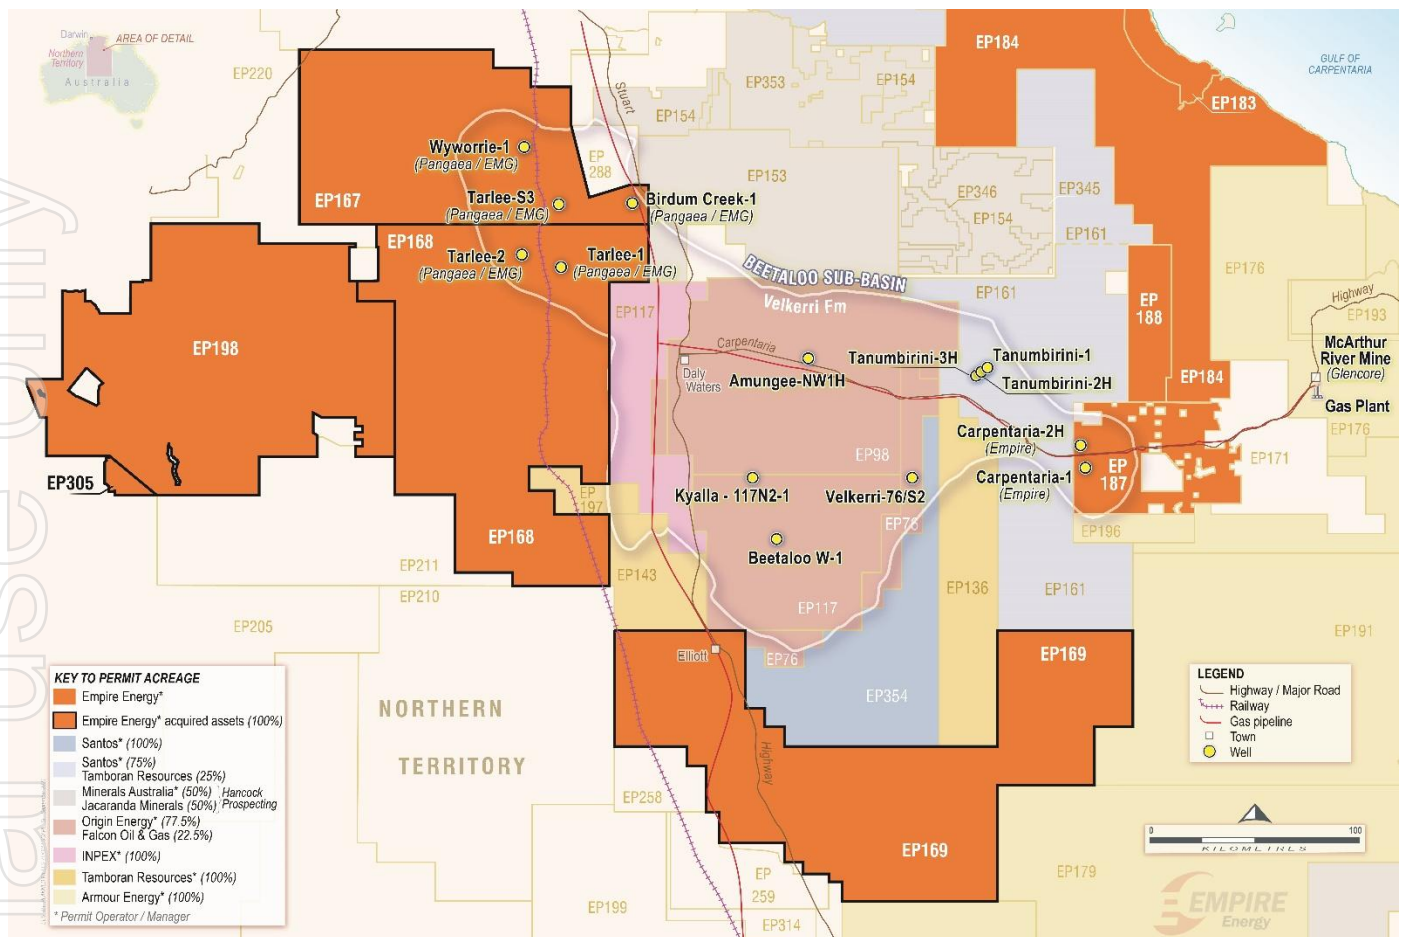 Darwin
AREA OF DETAIL
Northern
Territory
Australia
EP220
EP184
GULF OF
CARPENTARIA
EP353
EP154
EP183
Stuart
EP154
Wyworrie-1
(Pangaea / EMG)
EP
288
EP153
EP346
EP345
EP167
Tarlee-S3
(Pangaea / EMG)
Birdum Creek-1
(Pangaea / EMG)
EP154
EP161
EP168
Tarlee-2
(Pangaea / EMG)
Tarlee-1
(Pangaea / EMG)
BEETALOO SUB-BASIN
Velkerri Fm
EP161
EP176
EP117
EP
188
Highway
EP193
EP198
Carpentaria
Daly
Waters
Amungee-NW1H
Tanumbirini-3H
Tanumbirini-1
Tanumbirini-2H
EP184
McArthur
River Mine
(Glencore)
Gas Plant
Carpentaria-2H
(Empire)
EP176
EP98
EP171
EP305
EP
197
Kyalla - 117N2-1
Velkerri-76/S2
Carpentaria-1
(Empire)
EP
187
EP168
EP76
EP196
Beetaloo W-1
EP211
EP143
EP136
EP161
EP210
EP117
EP205
EP191
Elliott
EP76
EP169
EP354
NORTHERN
TERRITORY
Highway
EP258
EP169
EP
259
EP179
EP199
EP314
KEY TO PERMIT ACREAGE
Empire Energy*
Empire Energy* acquired assets (100%)
Santos* (100%)
Santos* (75%)
Tamboran Resources (25%)
Minerals Australia* (50%)
Jacaranda Minerals (50%)
Hancock
Prospecting
Origin Energy* (77.5%)
Falcon Oil & Gas (22.5%)
INPEX* (100%)
Tamboran Resources* (100%)
Armour Energy* (100%)
* Permit Operator / Manager
LEGEND
Highway / Major Road
Railway
Gas pipeline
Town
Well
0 100
KILOMETRES
EMPIRE
Energy